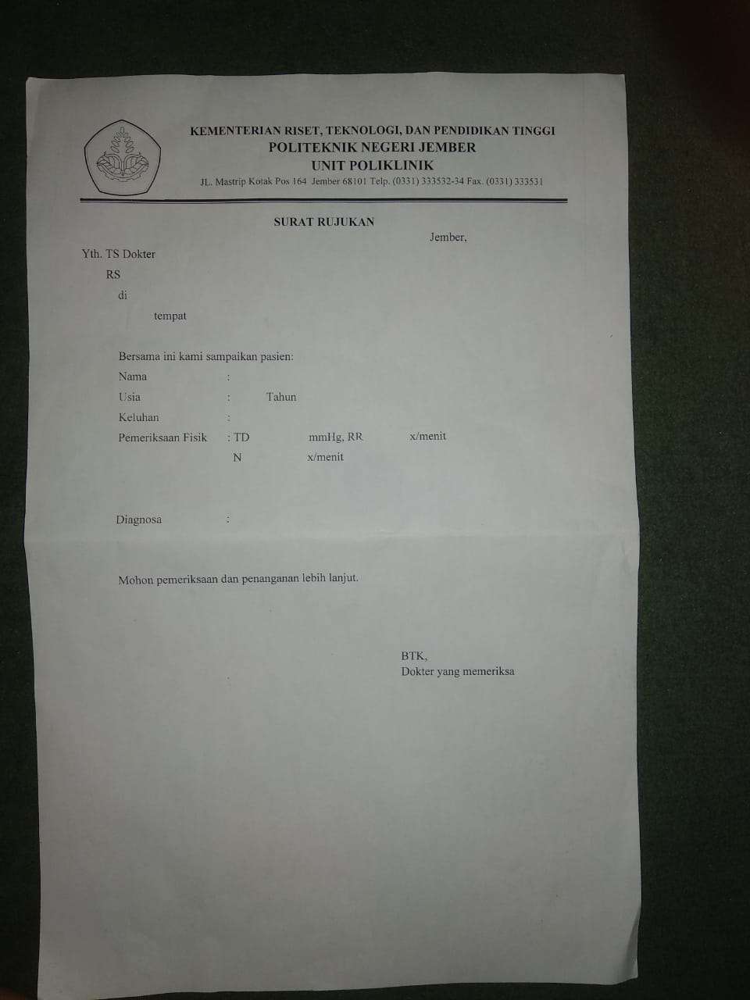 KEMENTERIAN RISET, TEKNOLOGI, DAN PENDIDIKAN TINGGI
POLITEKNIK NEGERI JEMBER
UNIT POLIKLINIK
JL. Mastrip Kotak Pos 164 Jember 68101 Telp. (0331) 333532-34 Fax. (0331) 333531
SURAT RUJUKAN
Jember,
Yth. TS Dokter
RS
di
tempat
Bersama ini kami sampaikan pasien:
Nama :
Usia : Tahun
Keluhan :
Pemeriksaan Fisik : TD mmHg, RR x/menit
N x/menit
Diagnosa :
Mohon pemeriksaan dan penanganan lebih lanjut.
BTK,
Dokter yang memeriksa